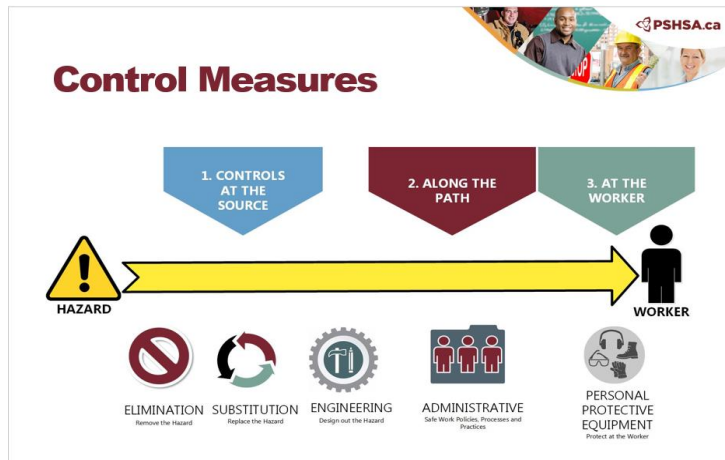 PSHSA.ca
Control Measures
1. CONTROLS
AT THE
SOURCE
2. ALONG THE
PATH
3. AT THE
WORKER
HAZARD
WORKER
ELIMINATION
Remove the Hazard
SUBSTITUTION
Replace the Hazard
ENGINEERING
Design out the Hazard
ADMINISTRATIVE
Safe Work Policies, Processes and
Practices
PERSONAL
PROTECTIVE
EQUIPMENT
Protect at the Worker